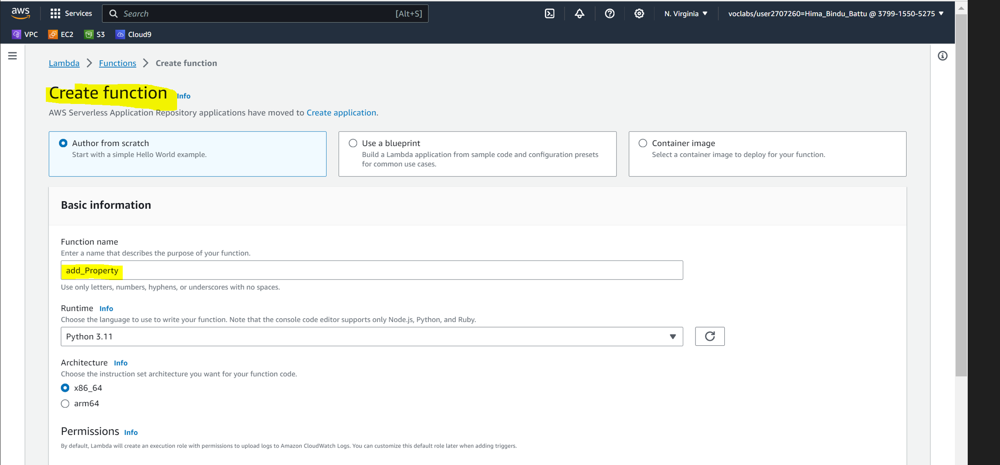 aws
Services
Search
[Alt+S]
N. Virginia
voclabs/user2707260=Hima_Bindu_Battu @ 3799-1550-5275
VPC
EC2
S3
Cloud9
Lambda
Functions
Create function
Create function
Info
AWS Serverless Application Repository applications have moved to Create application.
Author from scratch
Start with a simple Hello World example.
Use a blueprint
Build a Lambda application from sample code and configuration presets
for common use cases.
Container image
Select a container image to deploy for your function.
Basic information
Function name
Enter a name that describes the purpose of your function.
add_Property
Use only letters, numbers, hyphens, or underscores with no spaces.
Runtime Info
Choose the language to use to write your function. Note that the console code editor supports only Node.js, Python, and Ruby.
Python 3.11
Architecture Info
Choose the instruction set architecture you want for your function code.
x86_64
arm64
Permissions Info
By default, Lambda will create an execution role with permissions to upload logs to Amazon CloudWatch Logs. You can customize this default role later when adding triggers.